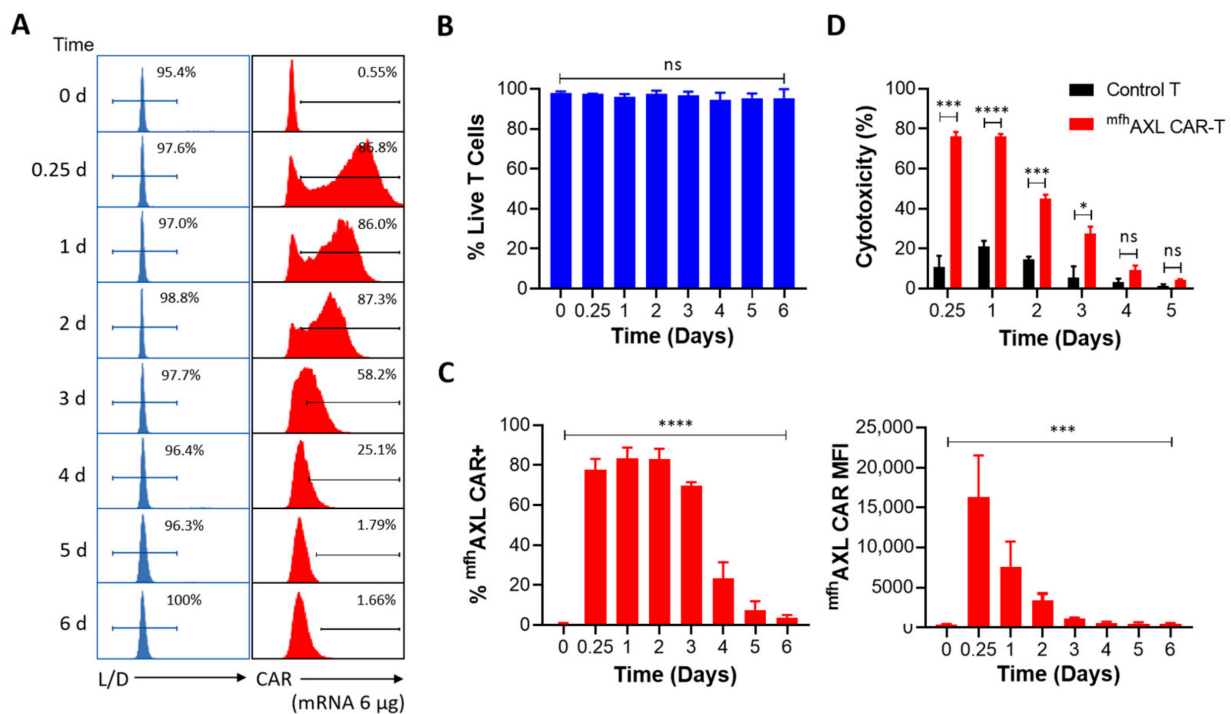 A
Time
0 d
95.4%
0.55%
0.25 d
97.6%
86.8%
1 d
97.0%
86.0%
2 d
98.8%
87.3%
3 d
97.7%
58.2%
4 d
96.4%
25.1%
5 d
96.3%
1.79%
6 d
100%
1.66%
L/D
CAR
(mRNA 6 µg)
B
ns
% Live T Cells
100
80
60
40
20
0
0 0.25 1 2 3 4 5 6
Time (Days)
D
Control T
mfhAXL CAR-T
Cytotoxicity (%)
100
80
60
40
20
0
*** **** *** * ns ns
0.25 1 2 3 4 5
Time (Days)
C
****
% mfhAXL CAR+
100
80
60
40
20
0
0 0.25 1 2 3 4 5 6
Time (Days)
***
mfhAXL CAR MFI
25,000
20,000
15,000
10,000
5000
0 0.25 1 2 3 4 5 6
Time (Days)